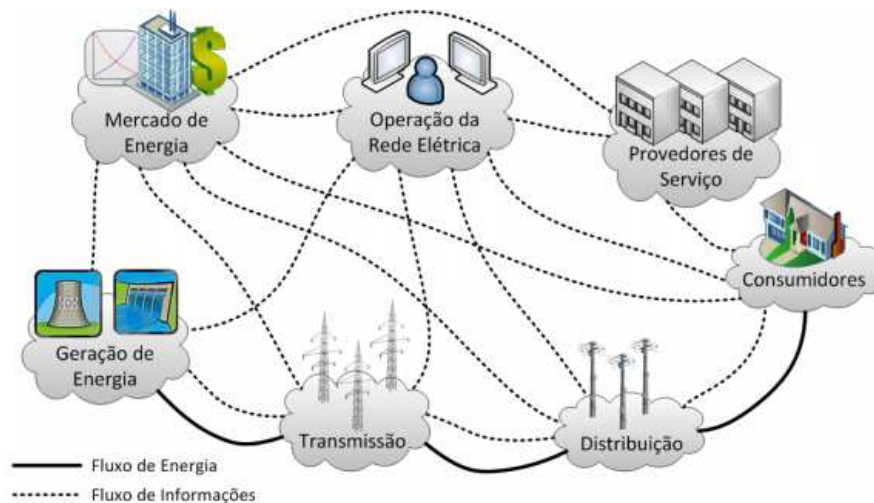 Mercado de
Energia
Operação da
Rede Elétrica
Provedores de
Serviço
Consumidores
Geração de
Energia
Transmissão
Distribuição
Fluxo de Energia
Fluxo de Informações